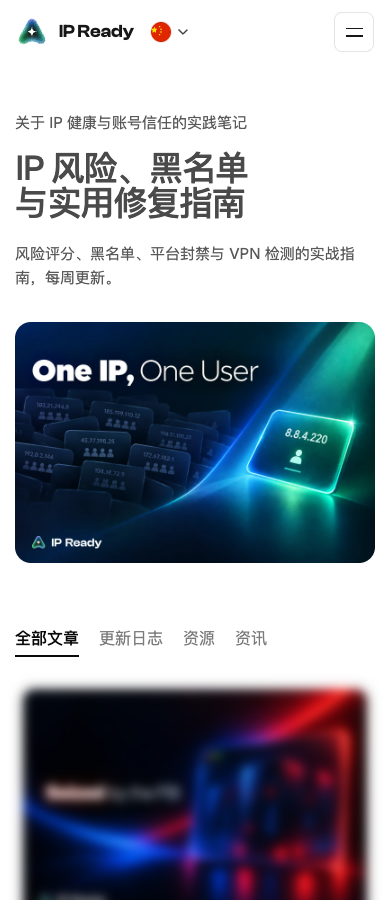 IP Ready
关于 IP 健康与账号信任的实践笔记
IP 风险、黑名单
与实用修复指南
风险评分、黑名单、平台封禁与 VPN 检测的实战指
南，每周更新。
One IP, One User
8.8.4.220
IP Ready
全部文章 更新日志 资源 资讯